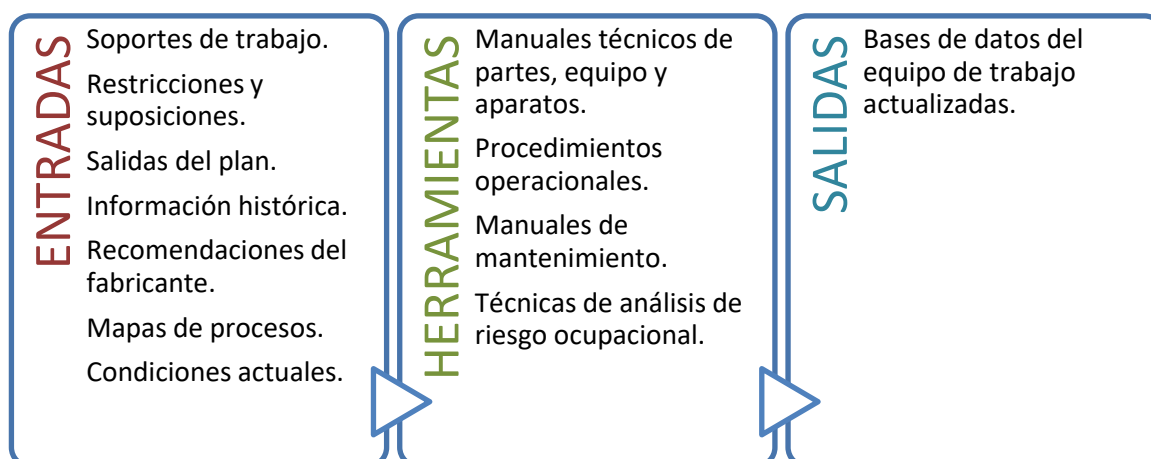 ENTRADAS
Soportes de trabajo.
Restricciones y
suposiciones.
Salidas del plan.
Información histórica.
Recomendaciones del
fabricante.
Mapas de procesos.
Condiciones actuales.
HERRAMIENTAS
Manuales técnicos de
partes, equipo y
aparatos.
Procedimientos
operacionales.
Manuales de
mantenimiento.
Técnicas de análisis de
riesgo ocupacional.
SALIDAS
Bases de datos del
equipo de trabajo
actualizadas.